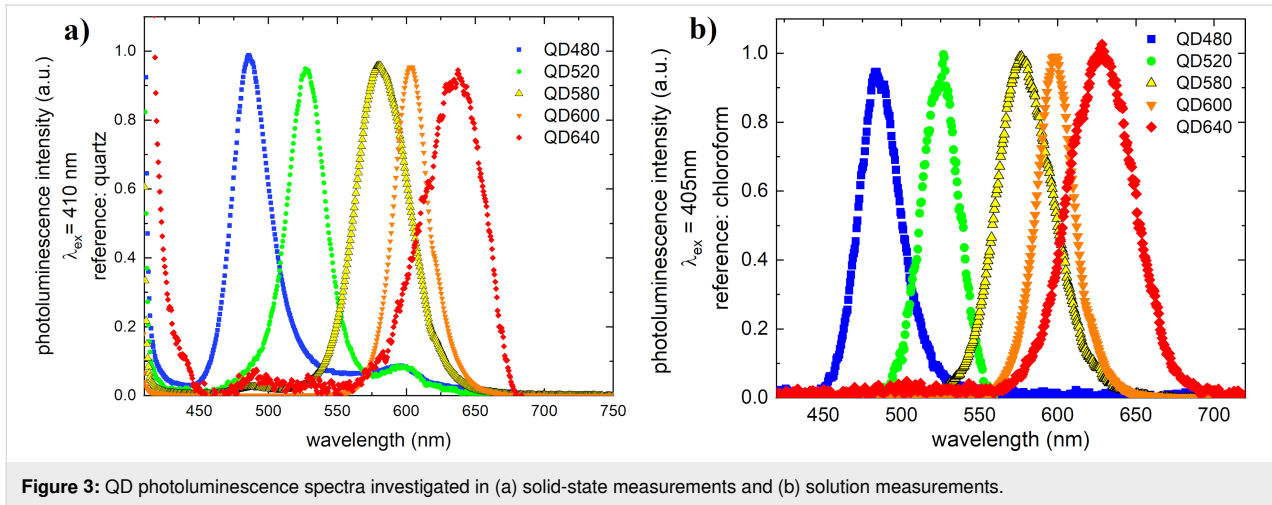 a)
photoluminescence intensity (a.u.)
λex = 410 nm
reference: quartz
1.0
0.8
0.6
0.4
0.2
0.0
450 500 550 600 650 700 750
wavelength (nm)
QD480
QD520
QD580
QD600
QD640
b)
photoluminescence intensity (a.u.)
λex = 405nm
reference: chloroform
1.0
0.8
0.6
0.4
0.2
0.0
450 500 550 600 650 700
wavelength (nm)
QD480
QD520
QD580
QD600
QD640
Figure 3: QD photoluminescence spectra investigated in (a) solid-state measurements and (b) solution measurements.